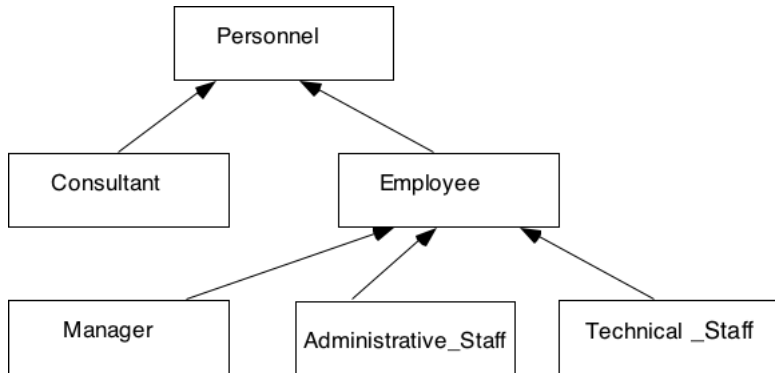 Personnel
Consultant
Employee
Manager
Administrative_Staff
Technical _Staff